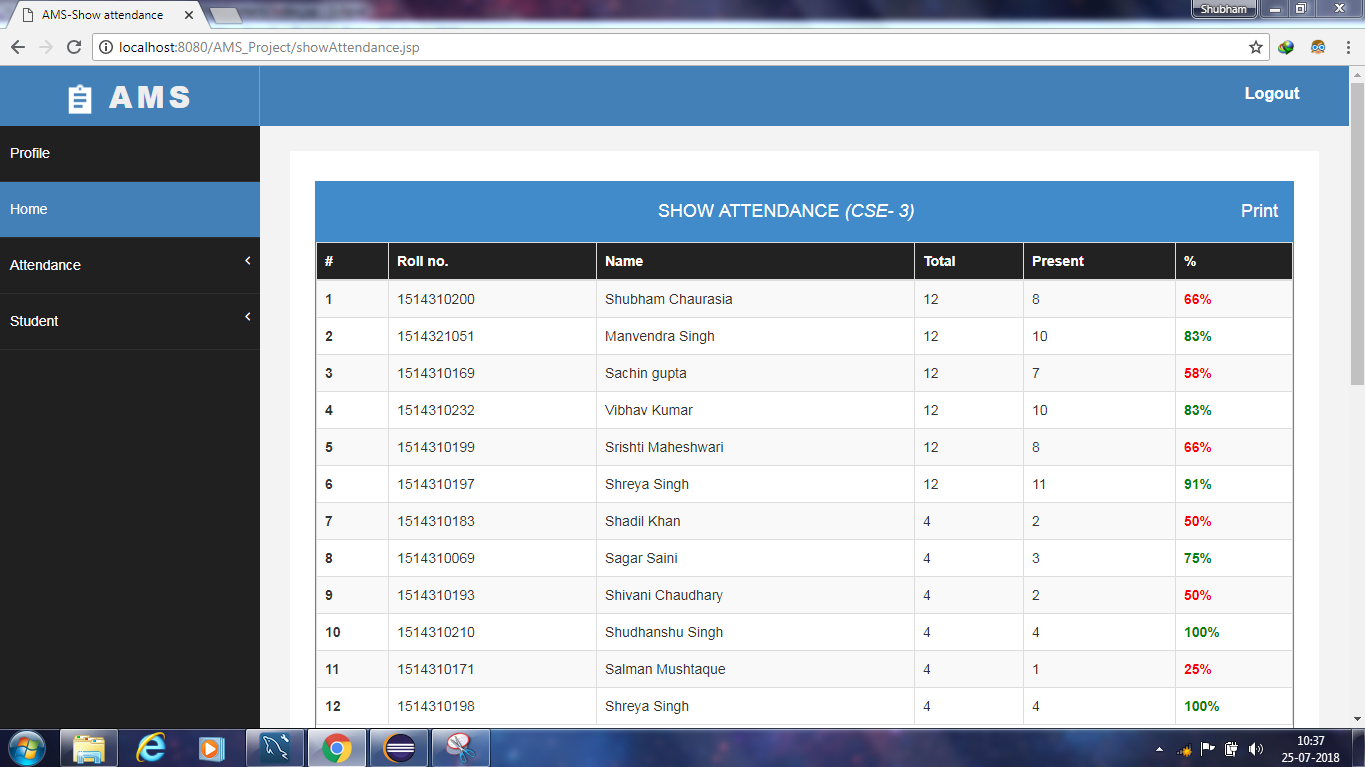 AMS-Show attendance
Shubham
localhost:8080/AMS_Project/showAttendance.jsp
AMS
Logout
Profile
Home
Attendance
Student
SHOW ATTENDANCE (CSE- 3) Print
# Roll no. Name Total Present %
1 1514310200 Shubham Chaurasia 12 8 66%
2 1514321051 Manvendra Singh 12 10 83%
3 1514310169 Sachin gupta 12 7 58%
4 1514310232 Vibhav Kumar 12 10 83%
5 1514310199 Srishti Maheshwari 12 8 66%
6 1514310197 Shreya Singh 12 11 91%
7 1514310183 Shadil Khan 4 2 50%
8 1514310069 Sagar Saini 4 3 75%
9 1514310193 Shivani Chaudhary 4 2 50%
10 1514310210 Shudhanshu Singh 4 4 100%
11 1514310171 Salman Mushtaque 4 1 25%
12 1514310198 Shreya Singh 4 4 100%
10:37
25-07-2018